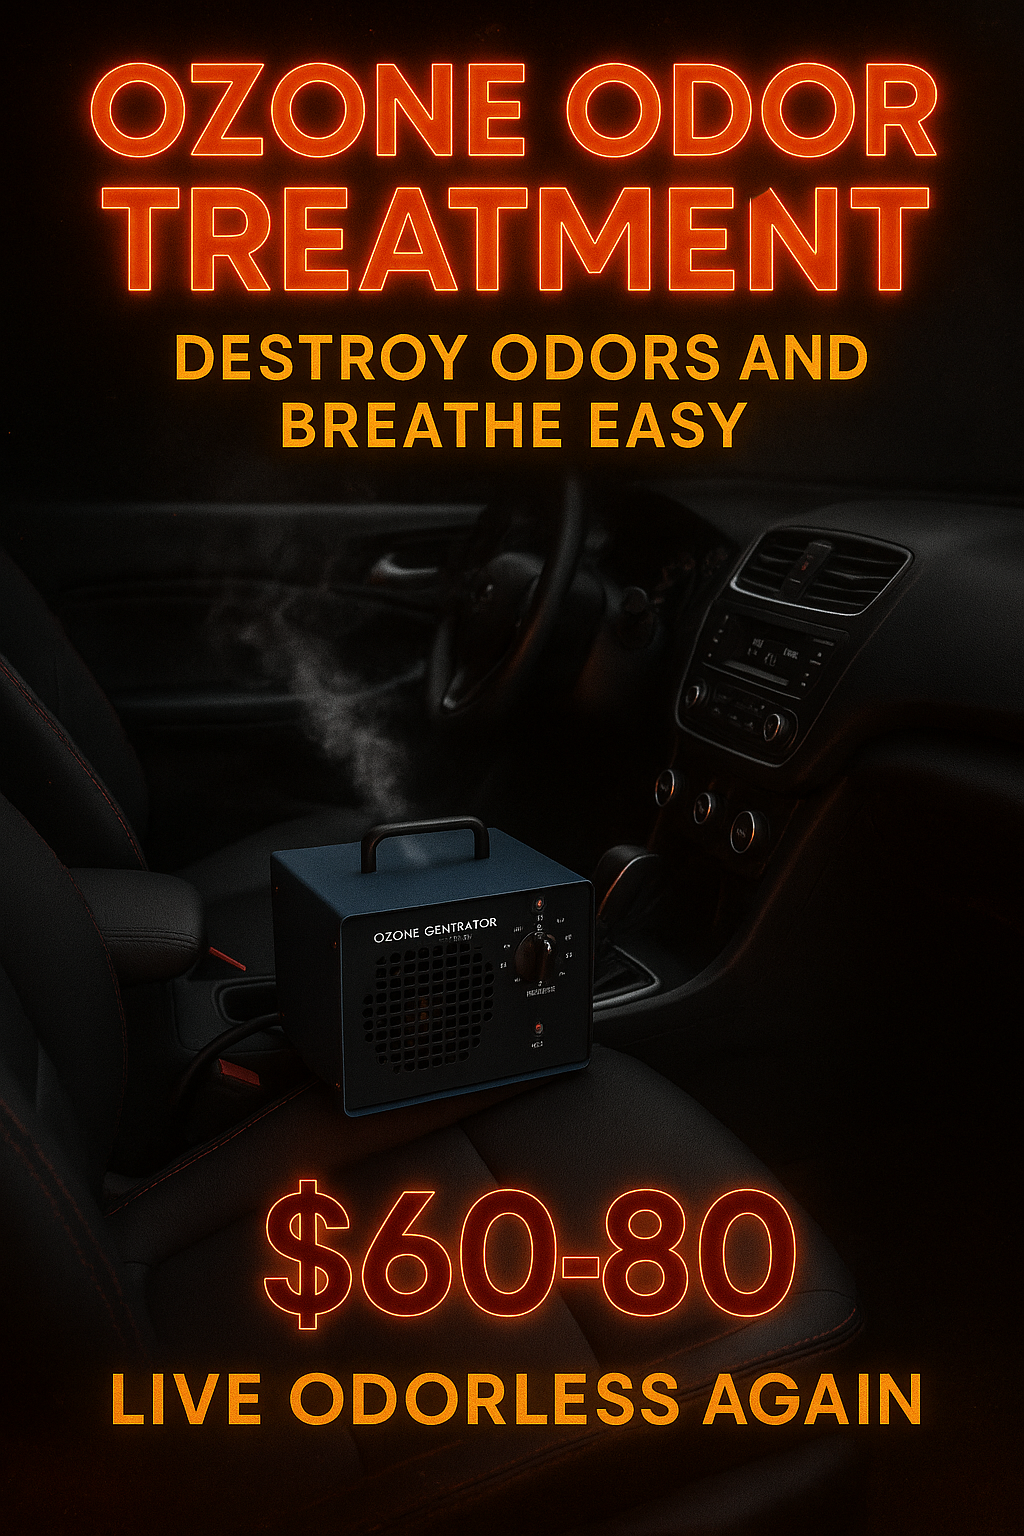 OZONE ODOR
TREATMENT
DESTROY ODORS AND
BREATHE EASY
OZONE GENTRATOR
$60-80
LIVE ODORLESS AGAIN